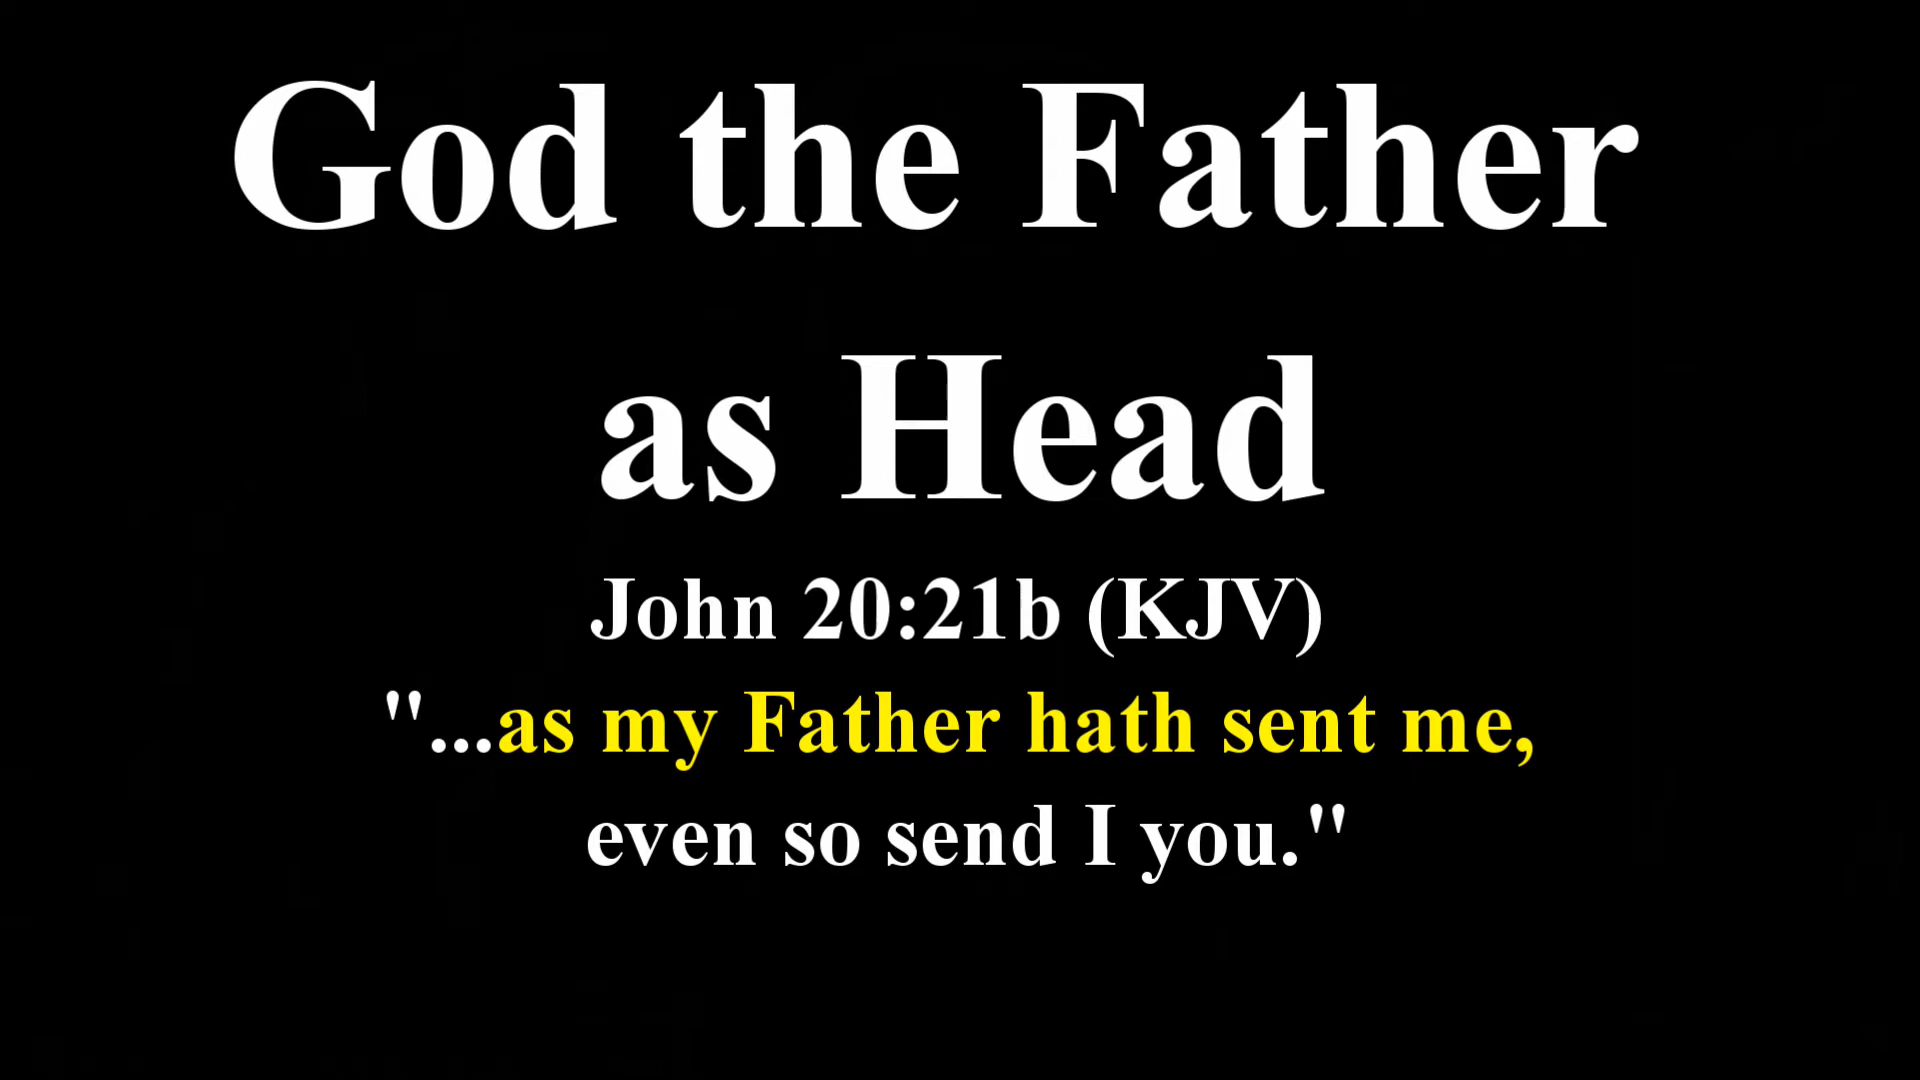 God the Father
as Head
John 20:21b (KJV)
"...as my Father hath sent me,
even so send I you."